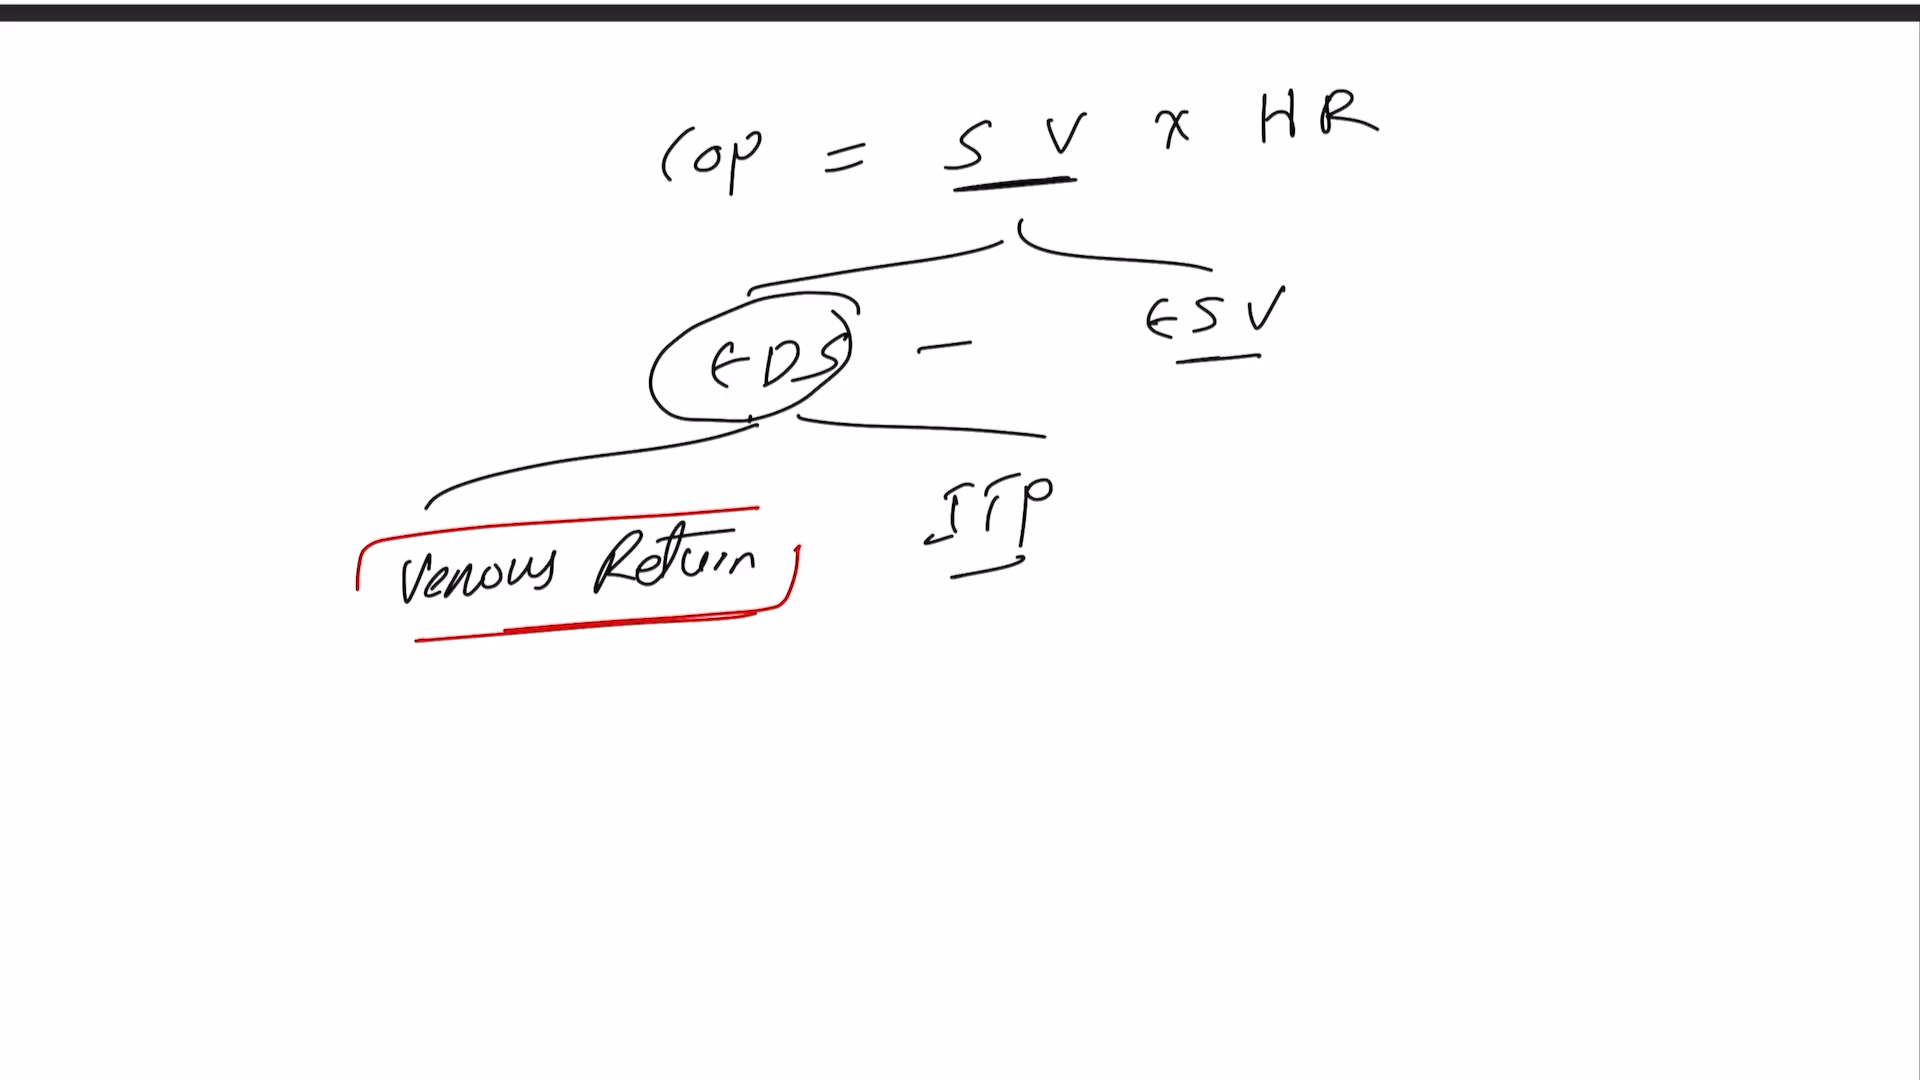 Cop = SV x HR
EDS - ESV
Venous Return ITP